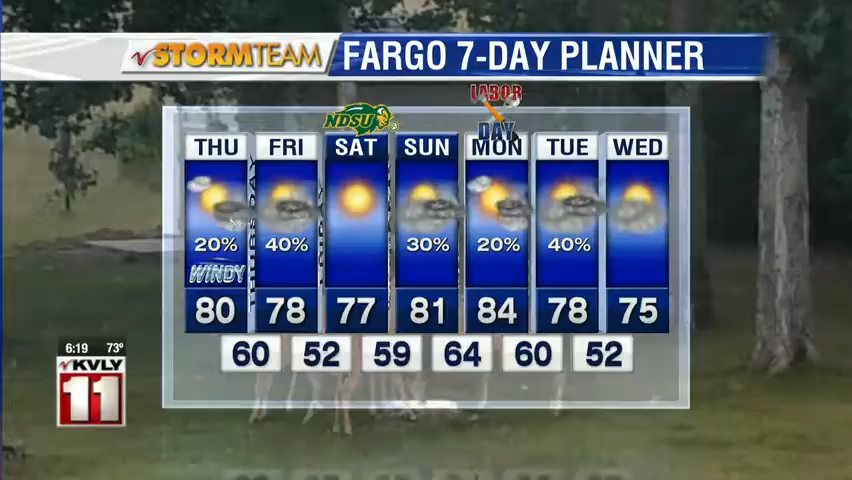 STORMTEAM FARGO 7-DAY PLANNER
LABOR
DAY
NDSU
THU FRI SAT SUN MON TUE WED
20% 40% 30% 20% 40%
WINDY
80 78 77 81 84 78 75
60 52 59 64 60 52
6:19 73°
KVLY
11